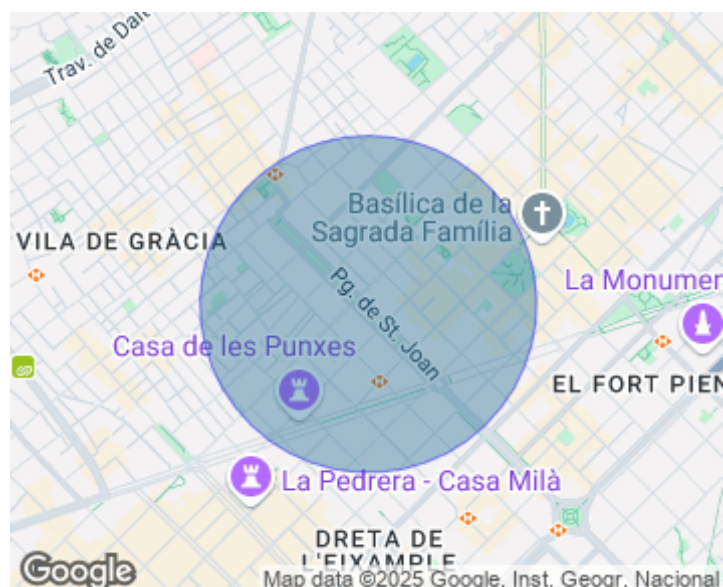 Trav. de Dalt
Basílica de la
Sagrada Família
VILA DE GRÀCIA
La Monumen
Pg. de St. Joan
Casa de les Punxes
EL FORT PIEN
La Pedrera - Casa Milà
DRETA DE
L'EIXAMPLE
Google
Map data ©2025 Google, Inst. Geogr. Nacional